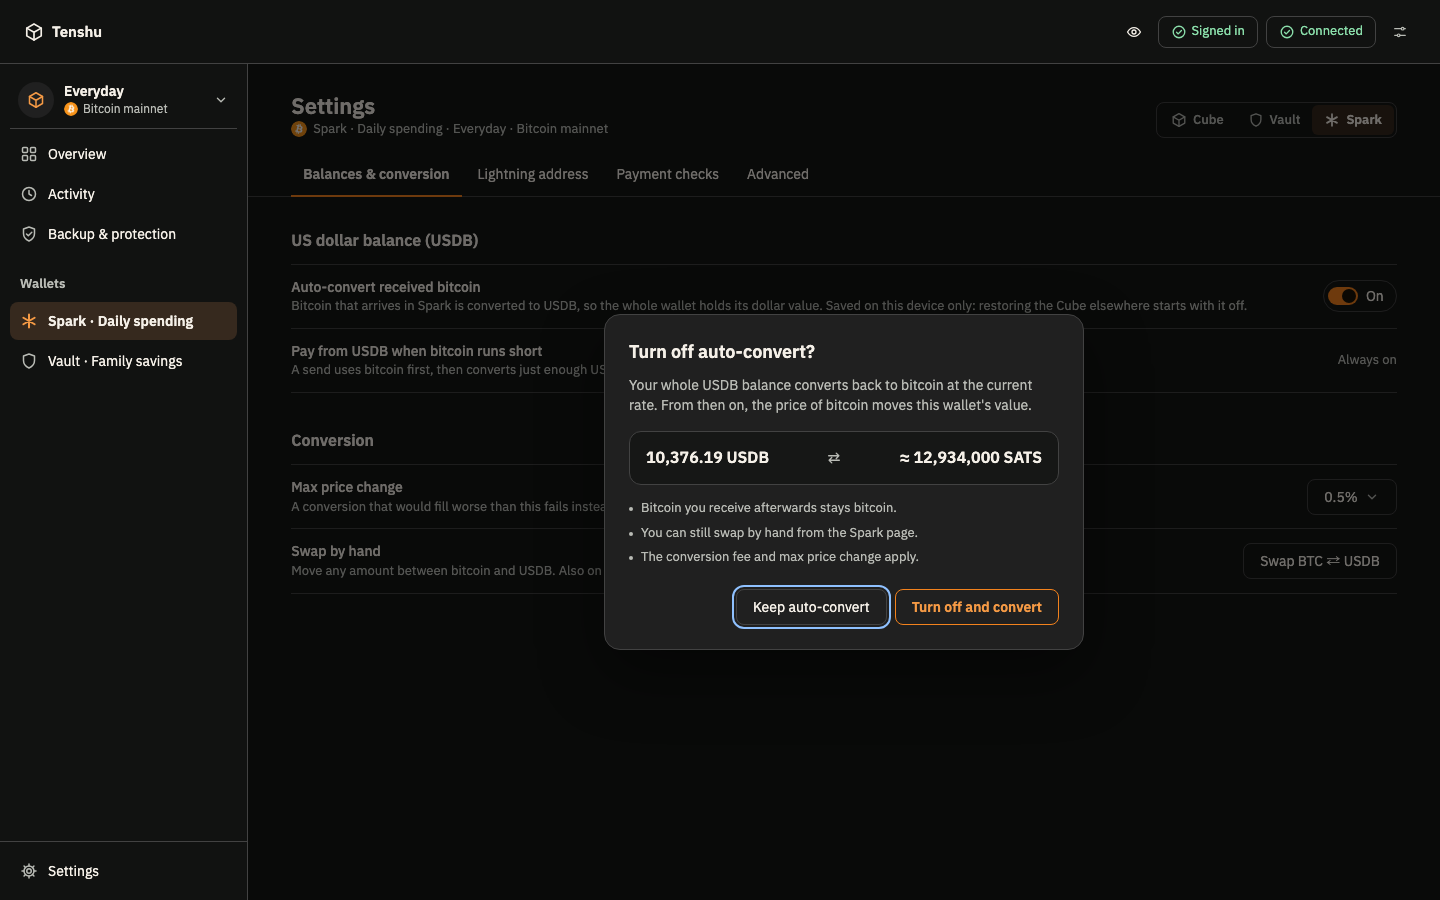 Tenshu
Signed in
Connected
Everyday
Bitcoin mainnet
Overview
Activity
Backup & protection
Wallets
Spark · Daily spending
Vault · Family savings
Settings
Settings
Spark · Daily spending · Everyday · Bitcoin mainnet
Cube
Vault
Spark
Balances & conversion
Lightning address
Payment checks
Advanced
US dollar balance (USDB)
Auto-convert received bitcoin
Bitcoin that arrives in Spark is converted to USDB, so the whole wallet holds its dollar value. Saved on this device only: restoring the Cube elsewhere starts with it off.
On
Pay from USDB when bitcoin runs short
A send uses bitcoin first, then converts just enough
Always on
Conversion
Max price change
A conversion that would fill worse than this fails
0.5%
Swap by hand
Move any amount between bitcoin and USDB. Also on
Swap BTC ⇄ USDB
Turn off auto-convert?
Your whole USDB balance converts back to bitcoin at the current
rate. From then on, the price of bitcoin moves this wallet's value.
10,376.19 USDB ⇄ ≈ 12,934,000 SATS
• Bitcoin you receive afterwards stays bitcoin.
• You can still swap by hand from the Spark page.
• The conversion fee and max price change apply.
Keep auto-convert
Turn off and convert